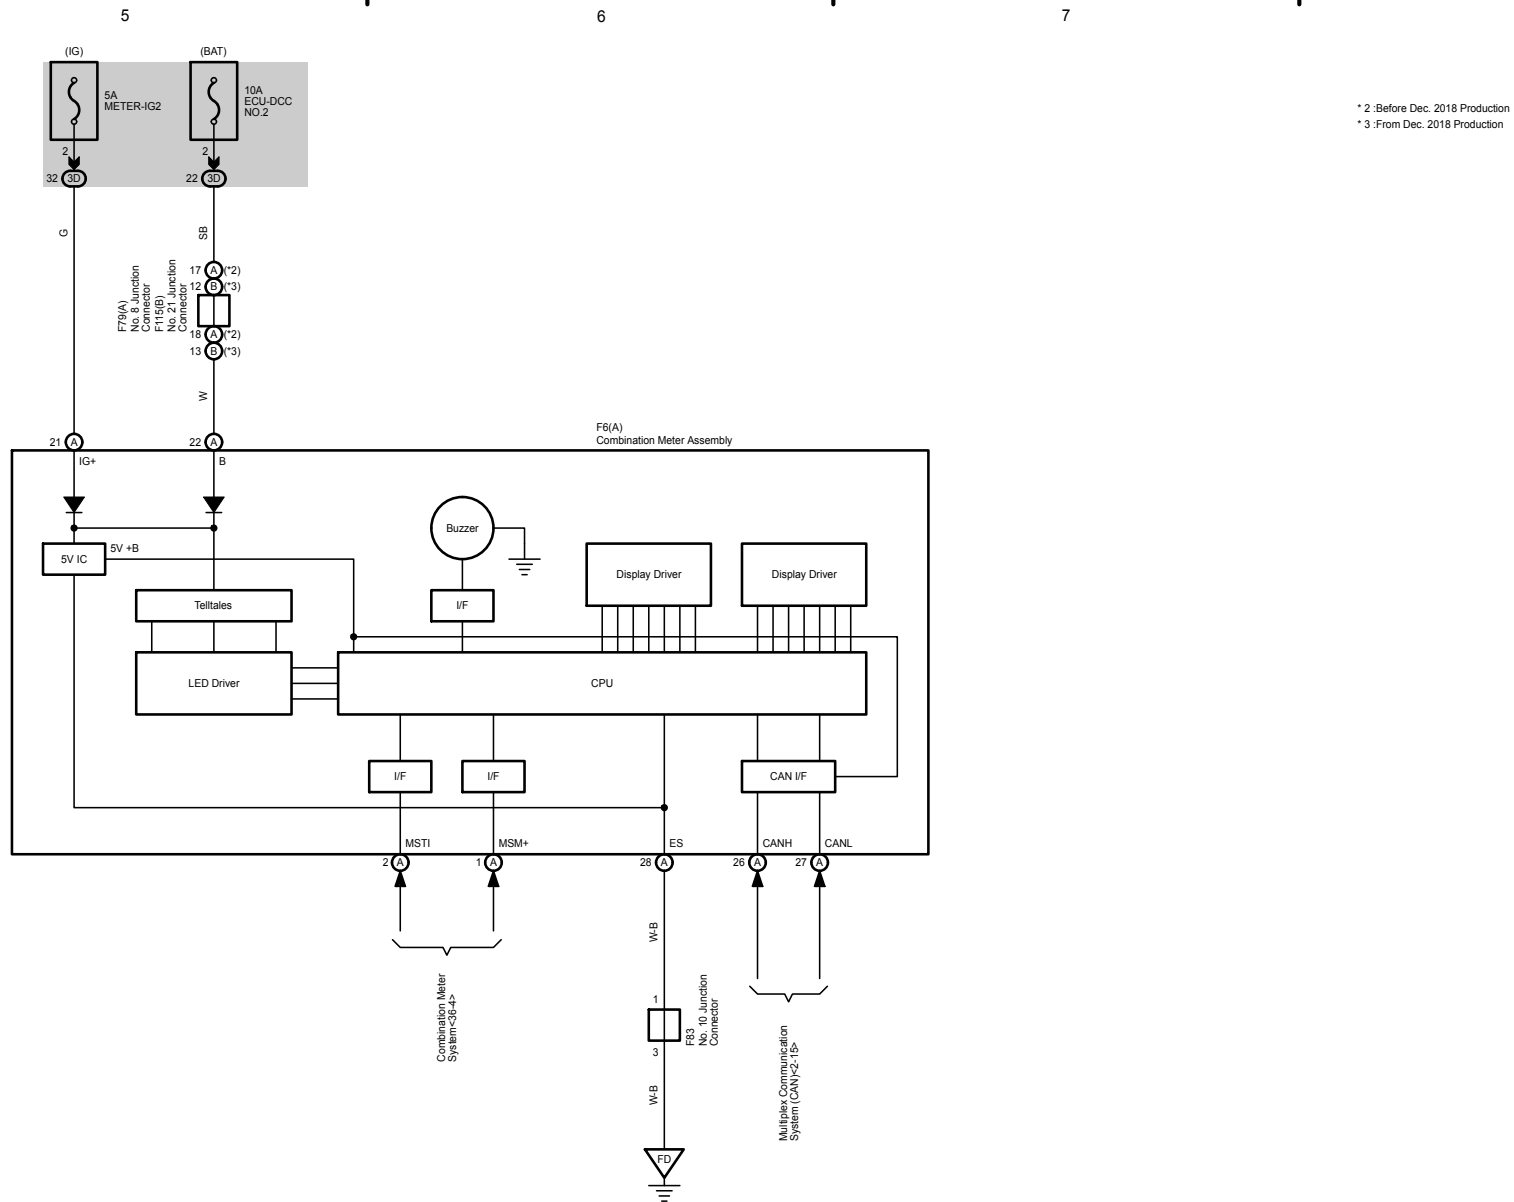 5
6
7
(IG)
(BAT)
5A
METER-IG2
10A
ECU-DCC
NO.2
* 2 :Before Dec. 2018 Production
* 3 :From Dec. 2018 Production
2
2
32 3D
22 3D
G
SB
17 A (*2)
12 B (*3)
F79(A)
No. 8 Junction
Connector
F115(B)
No. 21 Junction
Connector
18 A (*2)
13 B (*3)
W
F6(A)
Combination Meter Assembly
21 A
22 A
IG+
B
Buzzer
5V IC
5V +B
Display Driver
Display Driver
Telltales
I/F
LED Driver
CPU
I/F
I/F
CAN I/F
MSTI
MSM+
ES
CANH
CANL
2 A
1 A
28 A
26 A
27 A
W-B
Combination Meter
System<36-4>
1
F83
No. 10 Junction
Connector
3
Multiplex Communication
System (CAN)<2-15>
W-B
FD